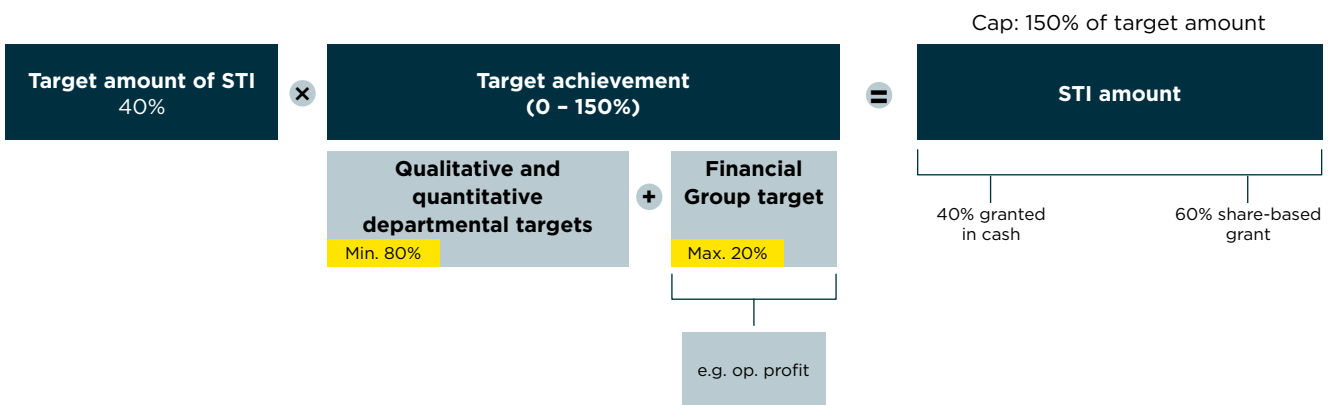 Cap: 150% of target amount
Target amount of STI
40%
×
Target achievement
(0 – 150%)
=
STI amount
Qualitative and
quantitative
departmental targets
Min. 80%
+
Financial
Group target
Max. 20%
40% granted
in cash
60% share-based
grant
e.g. op. profit